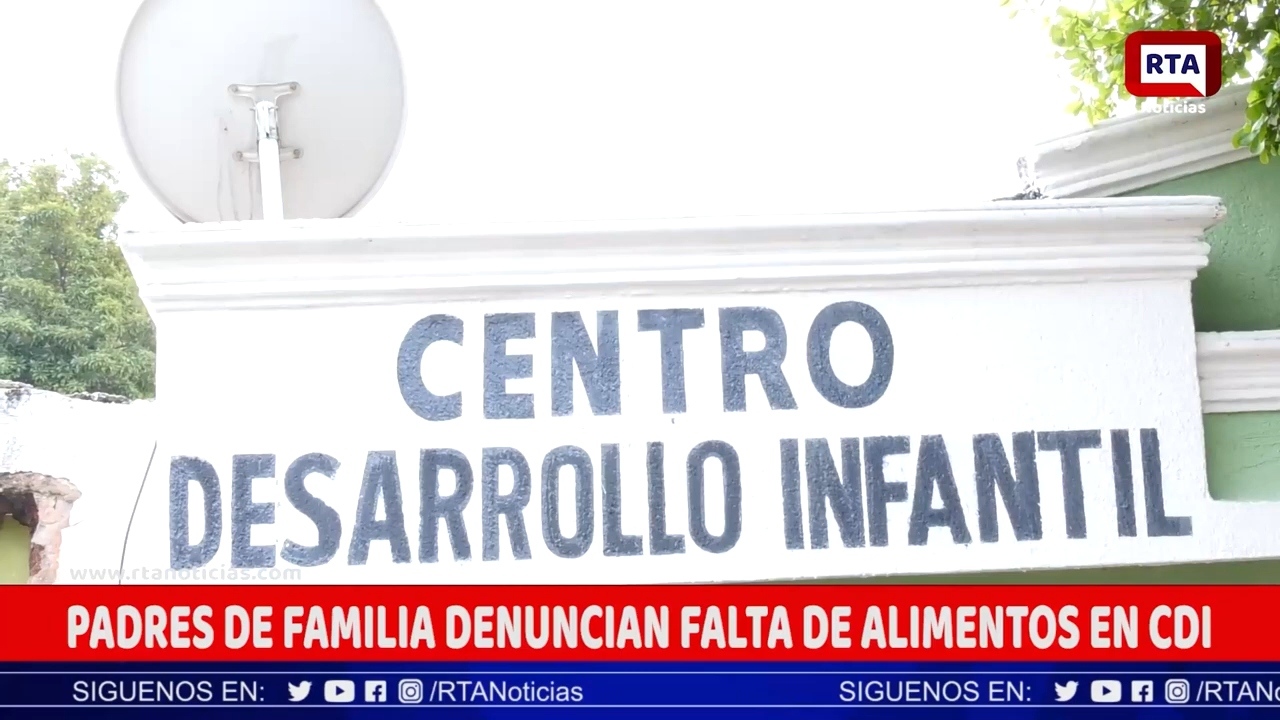 RTA
Noticias
CENTRO
DESARROLLO INFANTIL
www.rtanoticias.com
PADRES DE FAMILIA DENUNCIAN FALTA DE ALIMENTOS EN CDI
SIGUENOS EN: /RTANoticias SIGUENOS EN: /RTANo